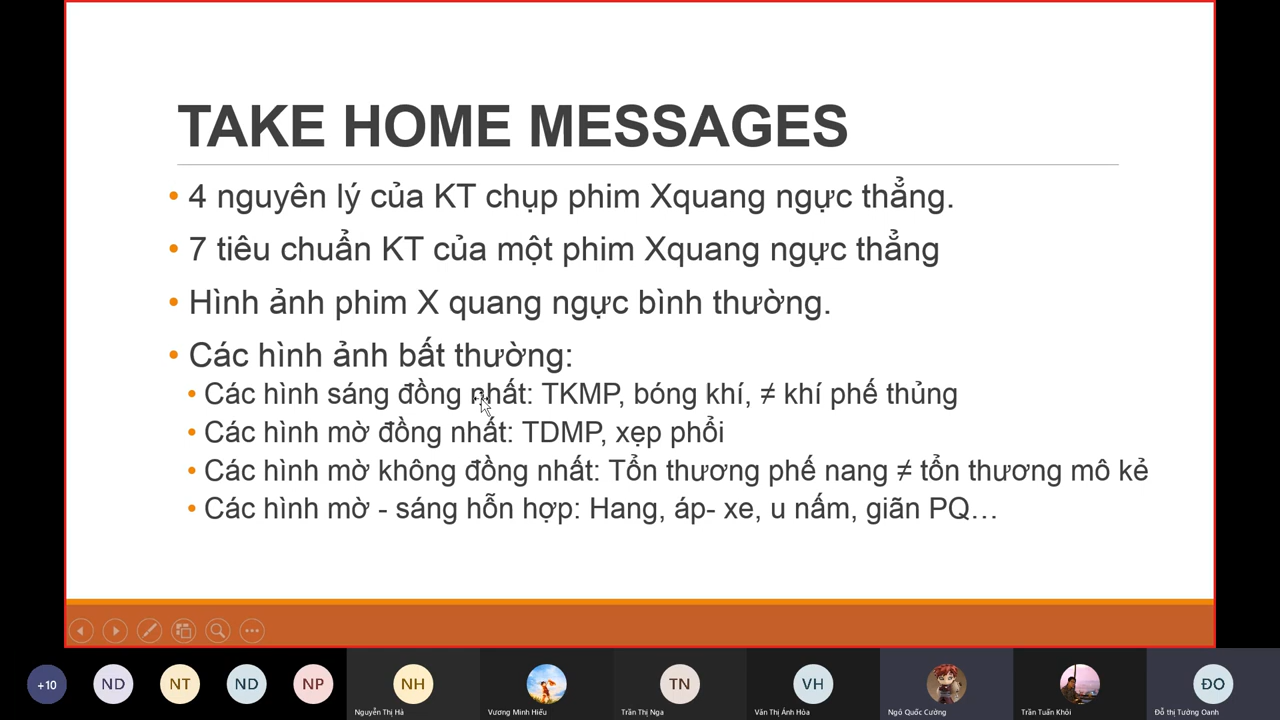 TAKE HOME MESSAGES
• 4 nguyên lý của KT chụp phim Xquang ngực thẳng.
• 7 tiêu chuẩn KT của một phim Xquang ngực thẳng
• Hình ảnh phim X quang ngực bình thường.
• Các hình ảnh bất thường:
• Các hình sáng đồng nhất: TKMP, bóng khí, ≠ khí phế thủng
• Các hình mờ đồng nhất: TDMP, xẹp phổi
• Các hình mờ không đồng nhất: Tổn thương phế nang ≠ tổn thương mô kẻ
• Các hình mờ - sáng hỗn hợp: Hang, áp- xe, u nấm, giãn PQ…
+10 ND NT ND NP NH TN VH ĐO
Nguyễn Thị Hà Vương Minh Hiếu Trần Thị Nga Văn Thị Ánh Hòa Ngô Quốc Cường Trần Tuấn Khôi Đỗ thị Tường Oanh